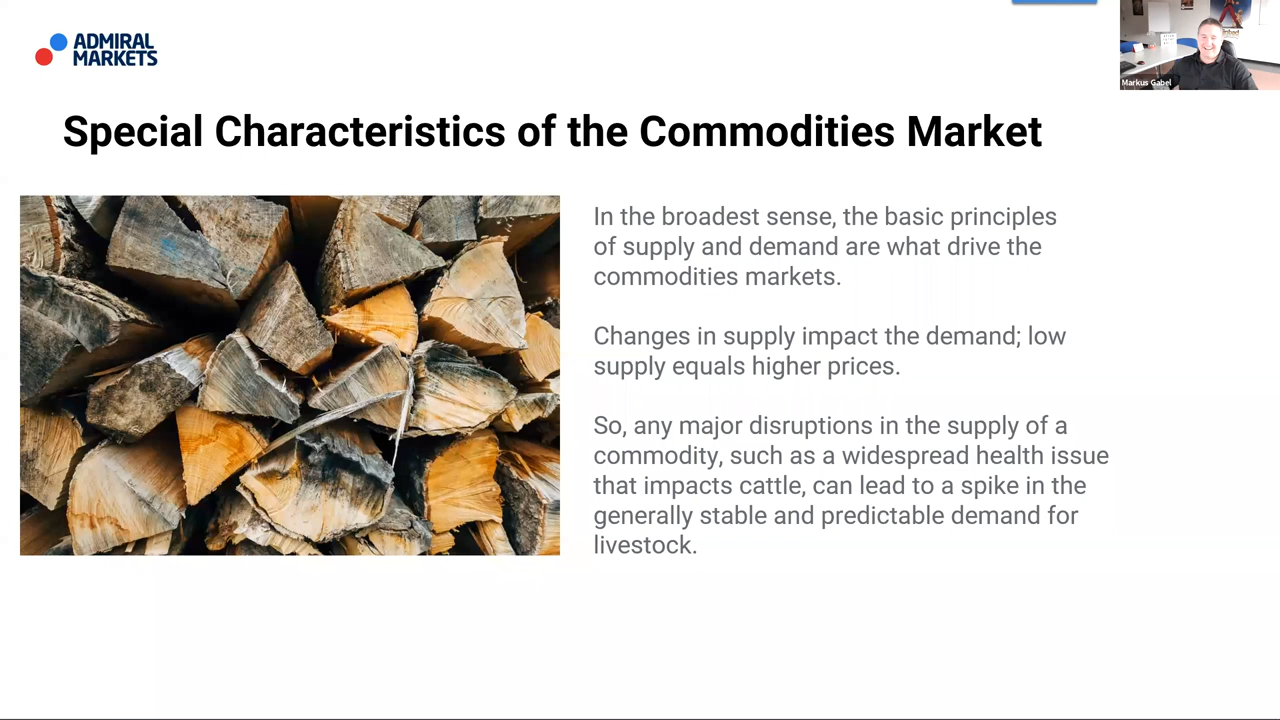 ADMIRAL
MARKETS
Markus Gabel
Special Characteristics of the Commodities Market
In the broadest sense, the basic principles
of supply and demand are what drive the
commodities markets.
Changes in supply impact the demand; low
supply equals higher prices.
So, any major disruptions in the supply of a
commodity, such as a widespread health issue
that impacts cattle, can lead to a spike in the
generally stable and predictable demand for
livestock.